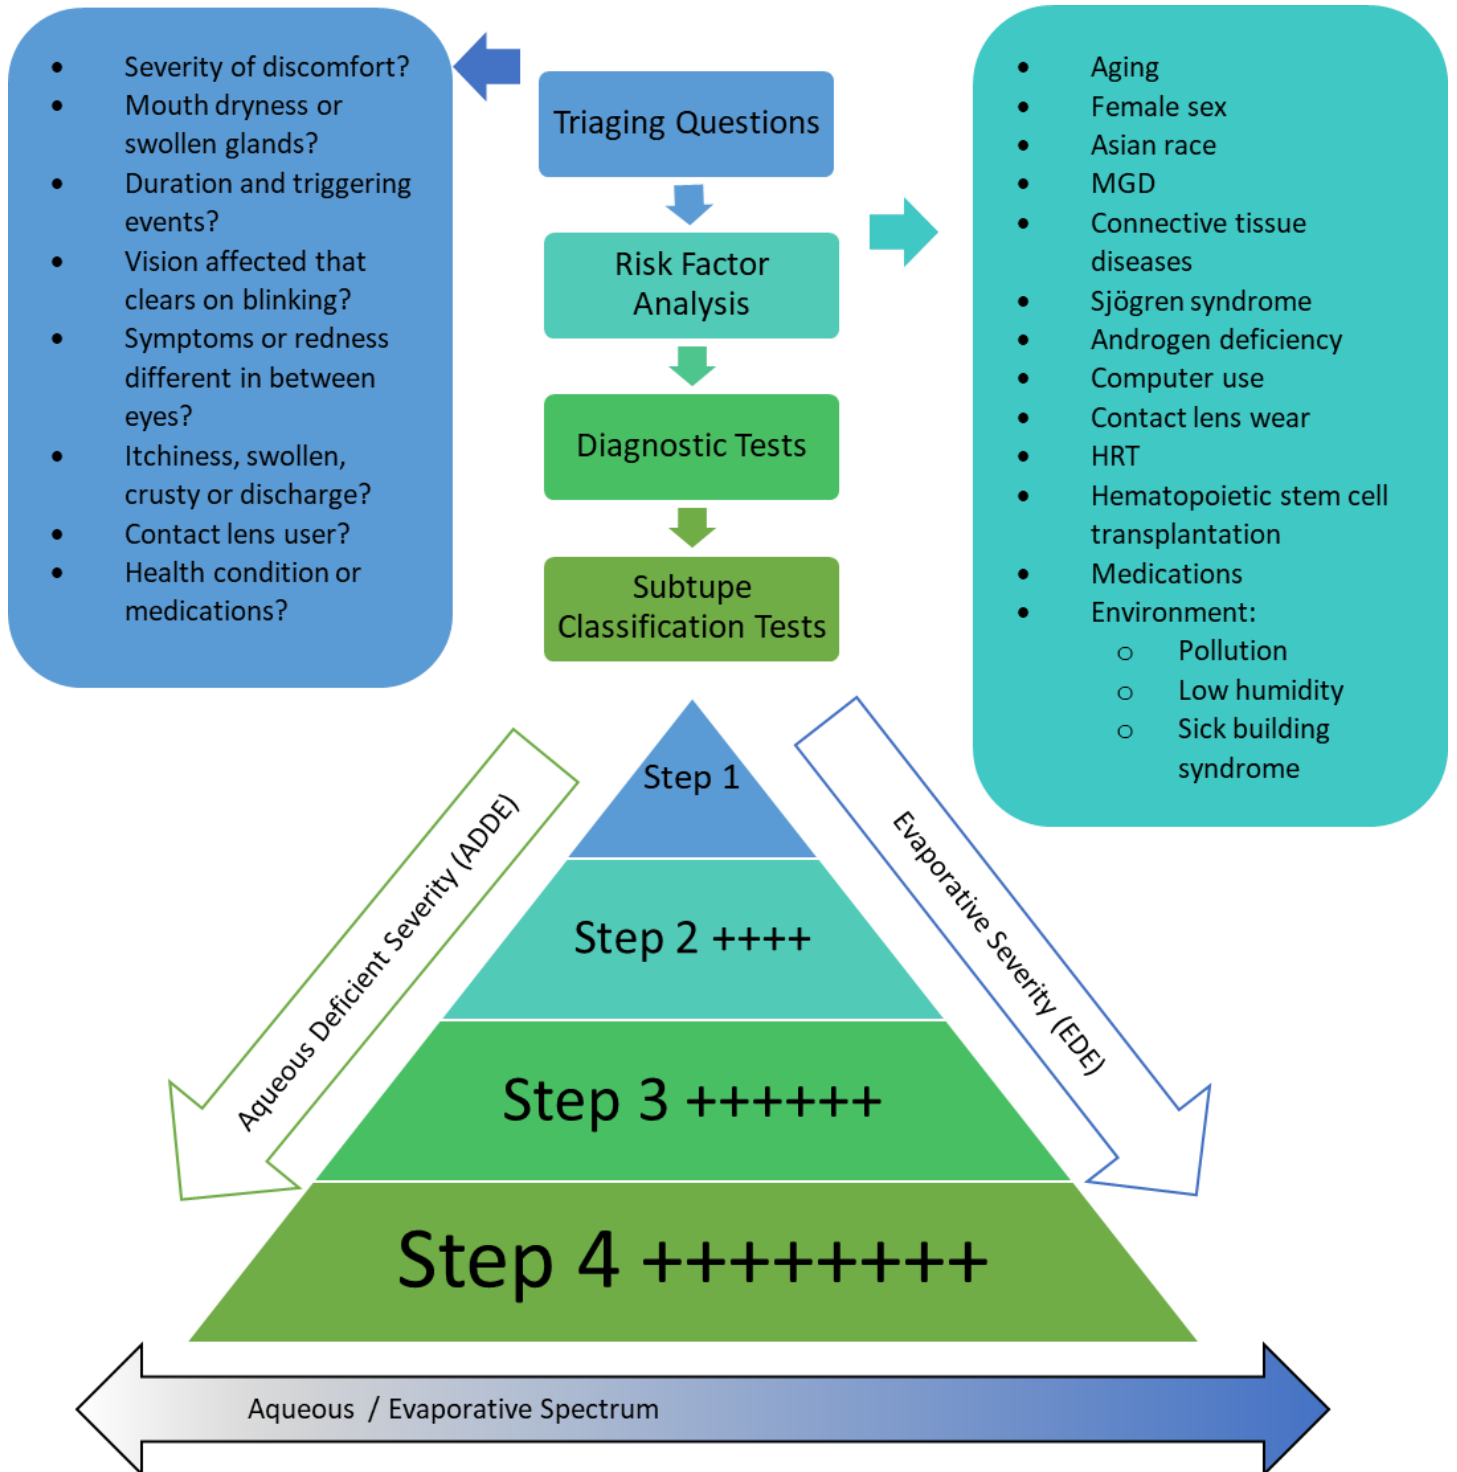 • Severity of discomfort?
• Mouth dryness or
swollen glands?
• Duration and triggering
events?
• Vision affected that
clears on blinking?
• Symptoms or redness
different in between
eyes?
• Itchiness, swollen,
crusty or discharge?
• Contact lens user?
• Health condition or
medications?
Triaging Questions
Risk Factor
Analysis
Diagnostic Tests
Subtupe
Classification Tests
• Aging
• Female sex
• Asian race
• MGD
• Connective tissue
diseases
• Sjögren syndrome
• Androgen deficiency
• Computer use
• Contact lens wear
• HRT
• Hematopoietic stem cell
transplantation
• Medications
• Environment:
o Pollution
o Low humidity
o Sick building
syndrome
Step 1
Step 2 ++++
Step 3 ++++++
Step 4 ++++++++
Aqueous Deficient Severity (ADDE)
Evaporative Severity (EDE)
Aqueous / Evaporative Spectrum